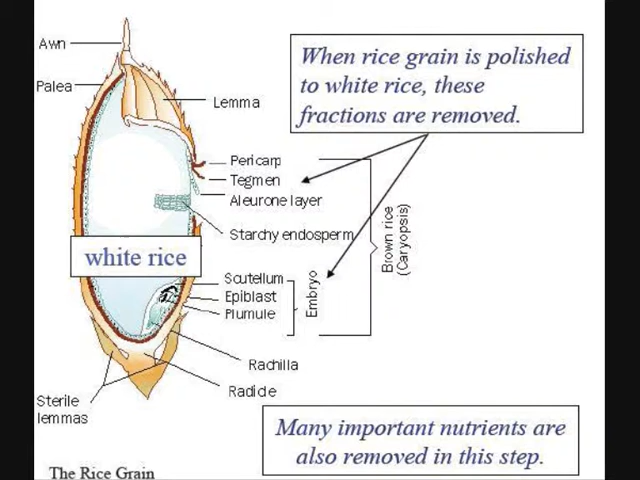 Awn
Palea
Lemma
When rice grain is polished
to white rice, these
fractions are removed.
Pericarp
Tegmen
Aleurone layer
Starchy endosperm
Brown rice
(Caryopsis)
white rice
Scutellum
Epiblast
Plumule
Embryo
Rachilla
Radicle
Sterile
lemmas
Many important nutrients are
also removed in this step.
The Rice Grain